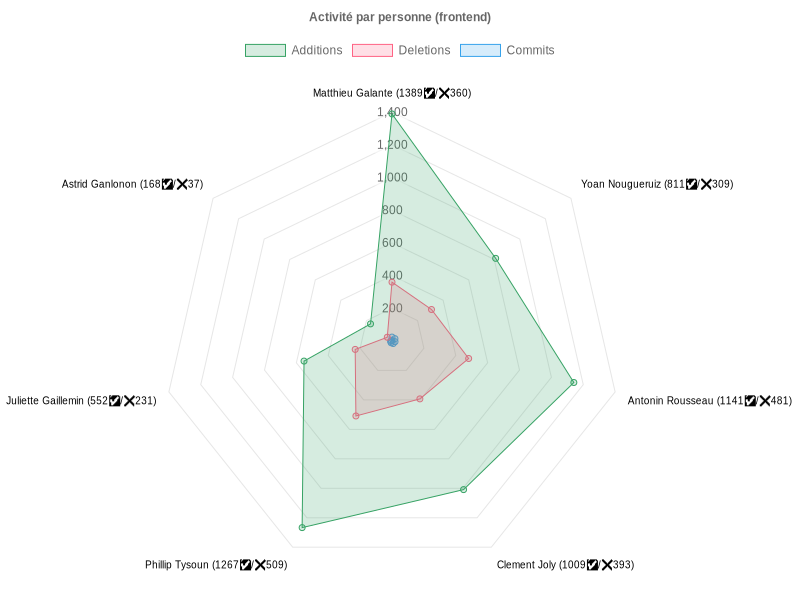 Activité par personne (frontend)
Additions Deletions Commits
Matthieu Galante (1389✅/❌360)
1,400
1,200
1,000
800
600
400
200
Astrid Ganlonon (168✅/❌37)
Yoan Nougueruiz (811✅/❌309)
Juliette Gaillemin (552✅/❌231)
Antonin Rousseau (1141✅/❌481)
Phillip Tysoun (1267✅/❌509)
Clement Joly (1009✅/❌393)